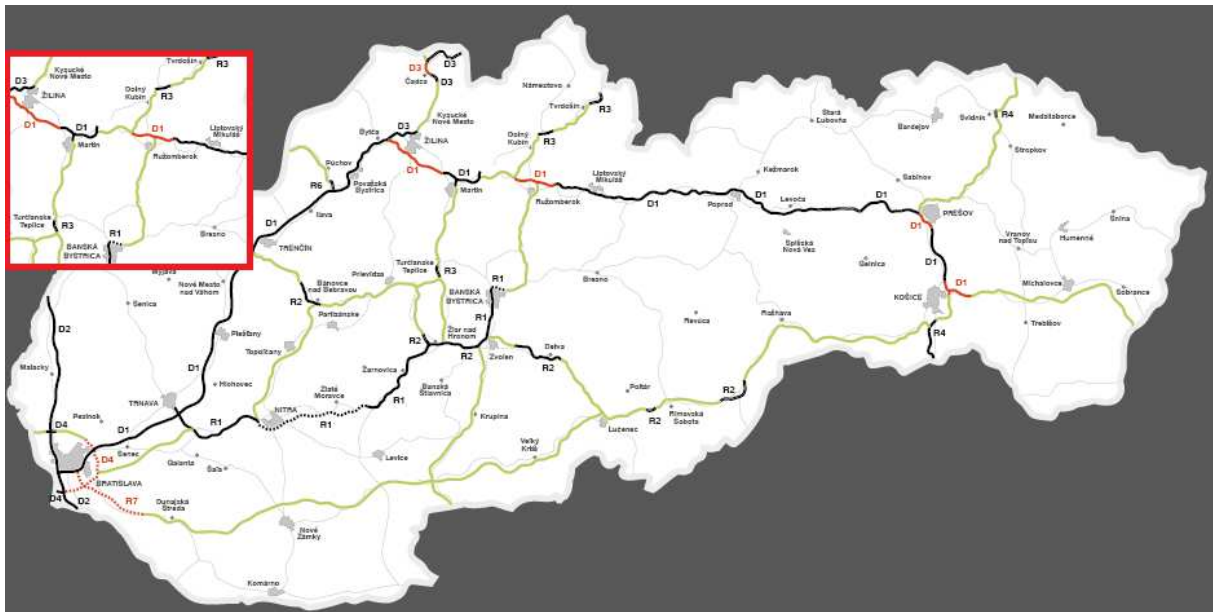 Tvrdošín
R3
D3
Kysucké
Nové Mesto
Dolný
Kubín
R3
ŽILINA
D1
D1
D1
Liptovský
Mikuláš
Martin
Ružomberok
Turčianske
Teplice
R3
R1
Brezno
BANSKÁ
BYSTRICA
D3
D3
Čadca
D3
Námestovo
Tvrdošín
R3
Kysucké
Nové Mesto
D3
Bytča
ŽILINA
Dolný
Kubín
R3
Stará
Ľubovňa
Bardejov
Svidník
R4
Medzilaborce
Stropkov
Púchov
R6
Považská
Bystrica
D1
D1
Martin
D1
Ružomberok
Liptovský
Mikuláš
D1
Kežmarok
Poprad
D1
Levoča
D1
Sabinov
PREŠOV
D1
Snina
Humenné
Vranov
nad Topľou
Ilava
D1
TRENČÍN
Spišská
Nová Ves
Gelnica
D1
D1
Michalovce
Sobrance
KOŠICE
Trebišov
R4
Myjava
Nové Mesto
nad Váhom
Bánovce
nad Bebravou
R2
Prievidza
Turčianske
Teplice
R3
R1
BANSKÁ
BYSTRICA
Brezno
Revúca
Rožňava
Senica
D2
Partizánske
Piešťany
Topoľčany
Žiar nad
Hronom
R2
R2
Zvolen
Detva
R2
Malacky
D1
Hlohovec
Žarnovica
Banská
Štiavnica
Poltár
R2
TRNAVA
Zlaté
Moravce
R1
Pezinok
NITRA
R1
R1
Krupina
R2
Rimavská
Sobota
Lučenec
D4
D1
Senec
D4
Galanta
Šaľa
Levice
Veľký
Krtíš
BRATISLAVA
D4
D2
R7
Dunajská
Streda
Nové
Zámky
Komárno